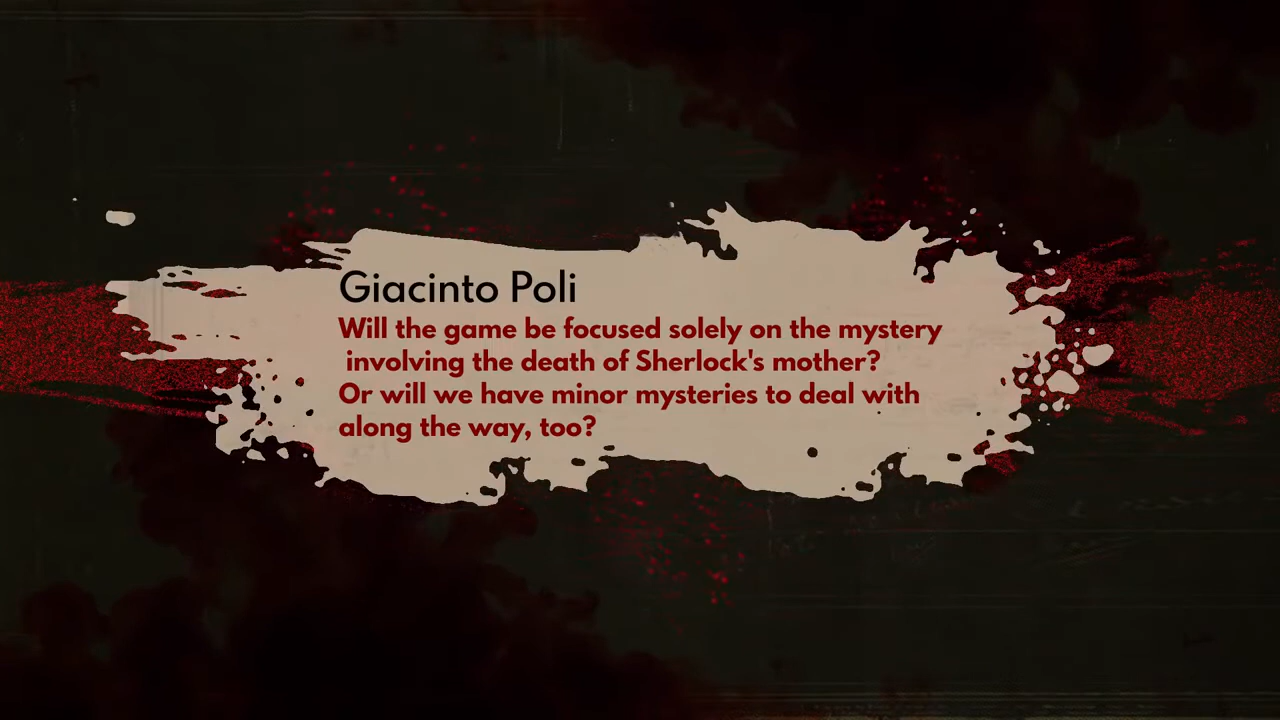 Giacinto Poli
Will the game be focused solely on the mystery
involving the death of Sherlock's mother?
Or will we have minor mysteries to deal with
along the way, too?